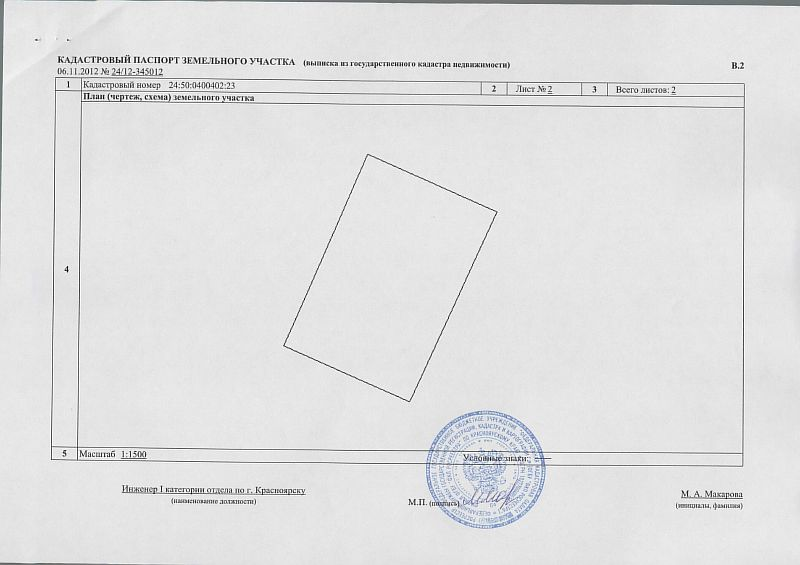 КАДАСТРОВЫЙ ПАСПОРТ ЗЕМЕЛЬНОГО УЧАСТКА (выписка из государственного кадастра недвижимости)
В.2
06.11.2012 № 24/12-345012
1 Кадастровый номер 24:50:0400402:23 2 Лист № 2 3 Всего листов: 2
План (чертеж, схема) земельного участка
4
5 Масштаб 1:1500 Условные знаки: —
Инженер I категории отдела по г. Красноярску
(наименование должности)
М.П. (подпись)
М. А. Макарова
(инициалы, фамилия)